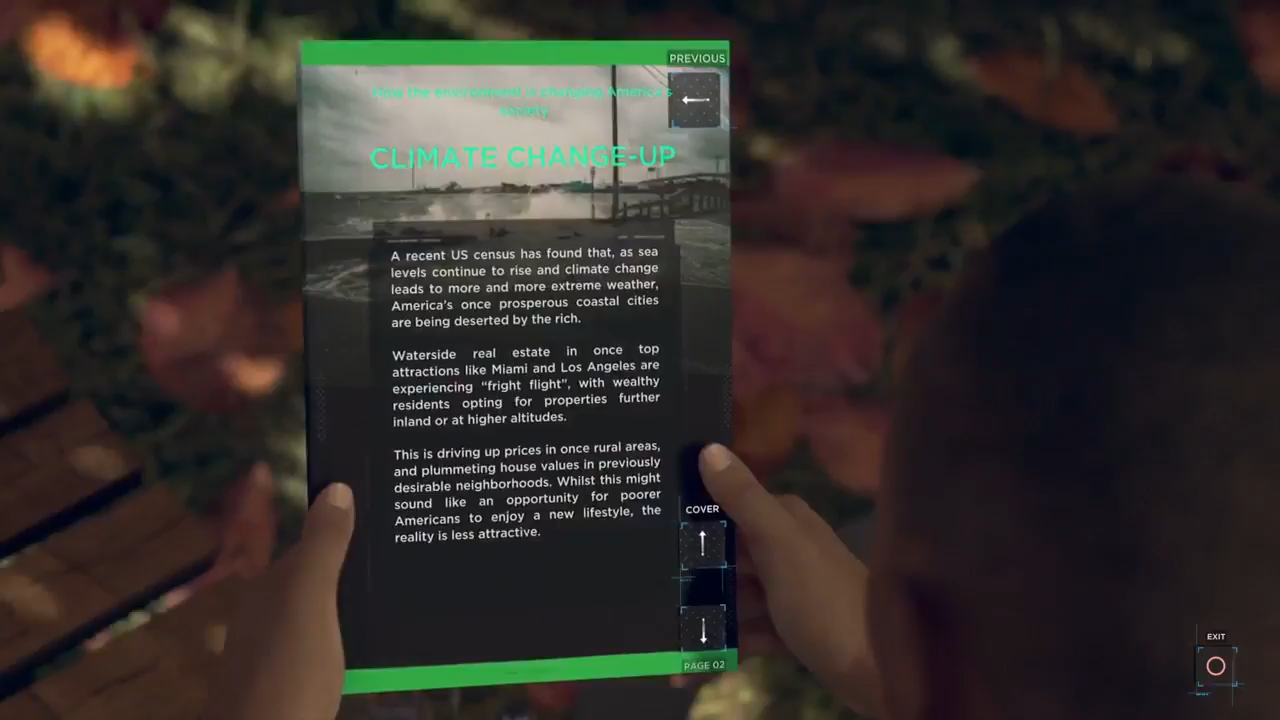 PREVIOUS
How the environment is changing America's
society
CLIMATE CHANGE-UP
A recent US census has found that, as sea
levels continue to rise and climate change
leads to more and more extreme weather,
America's once prosperous coastal cities
are being deserted by the rich.
Waterside real estate in once top
attractions like Miami and Los Angeles are
experiencing “fright flight”, with wealthy
residents opting for properties further
inland or at higher altitudes.
This is driving up prices in once rural areas,
and plummeting house values in previously
desirable neighborhoods. Whilst this might
sound like an opportunity for poorer
Americans to enjoy a new lifestyle, the
reality is less attractive.
COVER
PAGE 02
EXIT